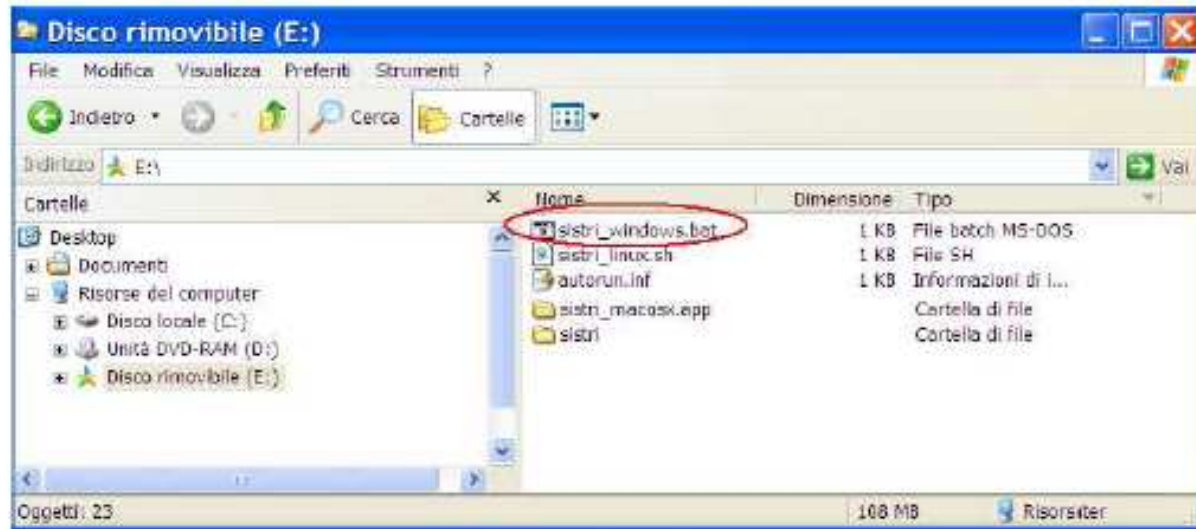 Disco rimovibile (E:)
File Modifica Visualizza Preferiti Strumenti ?
Indietro Cerca Cartelle
Indirizzo E:\ Vai
Cartelle
Desktop
Documenti
Risorse del computer
Disco locale (C:)
Unità DVD-RAM (D:)
Disco rimovibile (E:)
Nome Dimensione Tipo
sistri_windows.bat 1 KB File batch MS-DOS
sistri_linux.sh 1 KB File SH
autorun.inf 1 KB Informazioni di i...
sistri_macosx.app Cartella di file
sistri Cartella di file
Oggetti: 23 108 MB